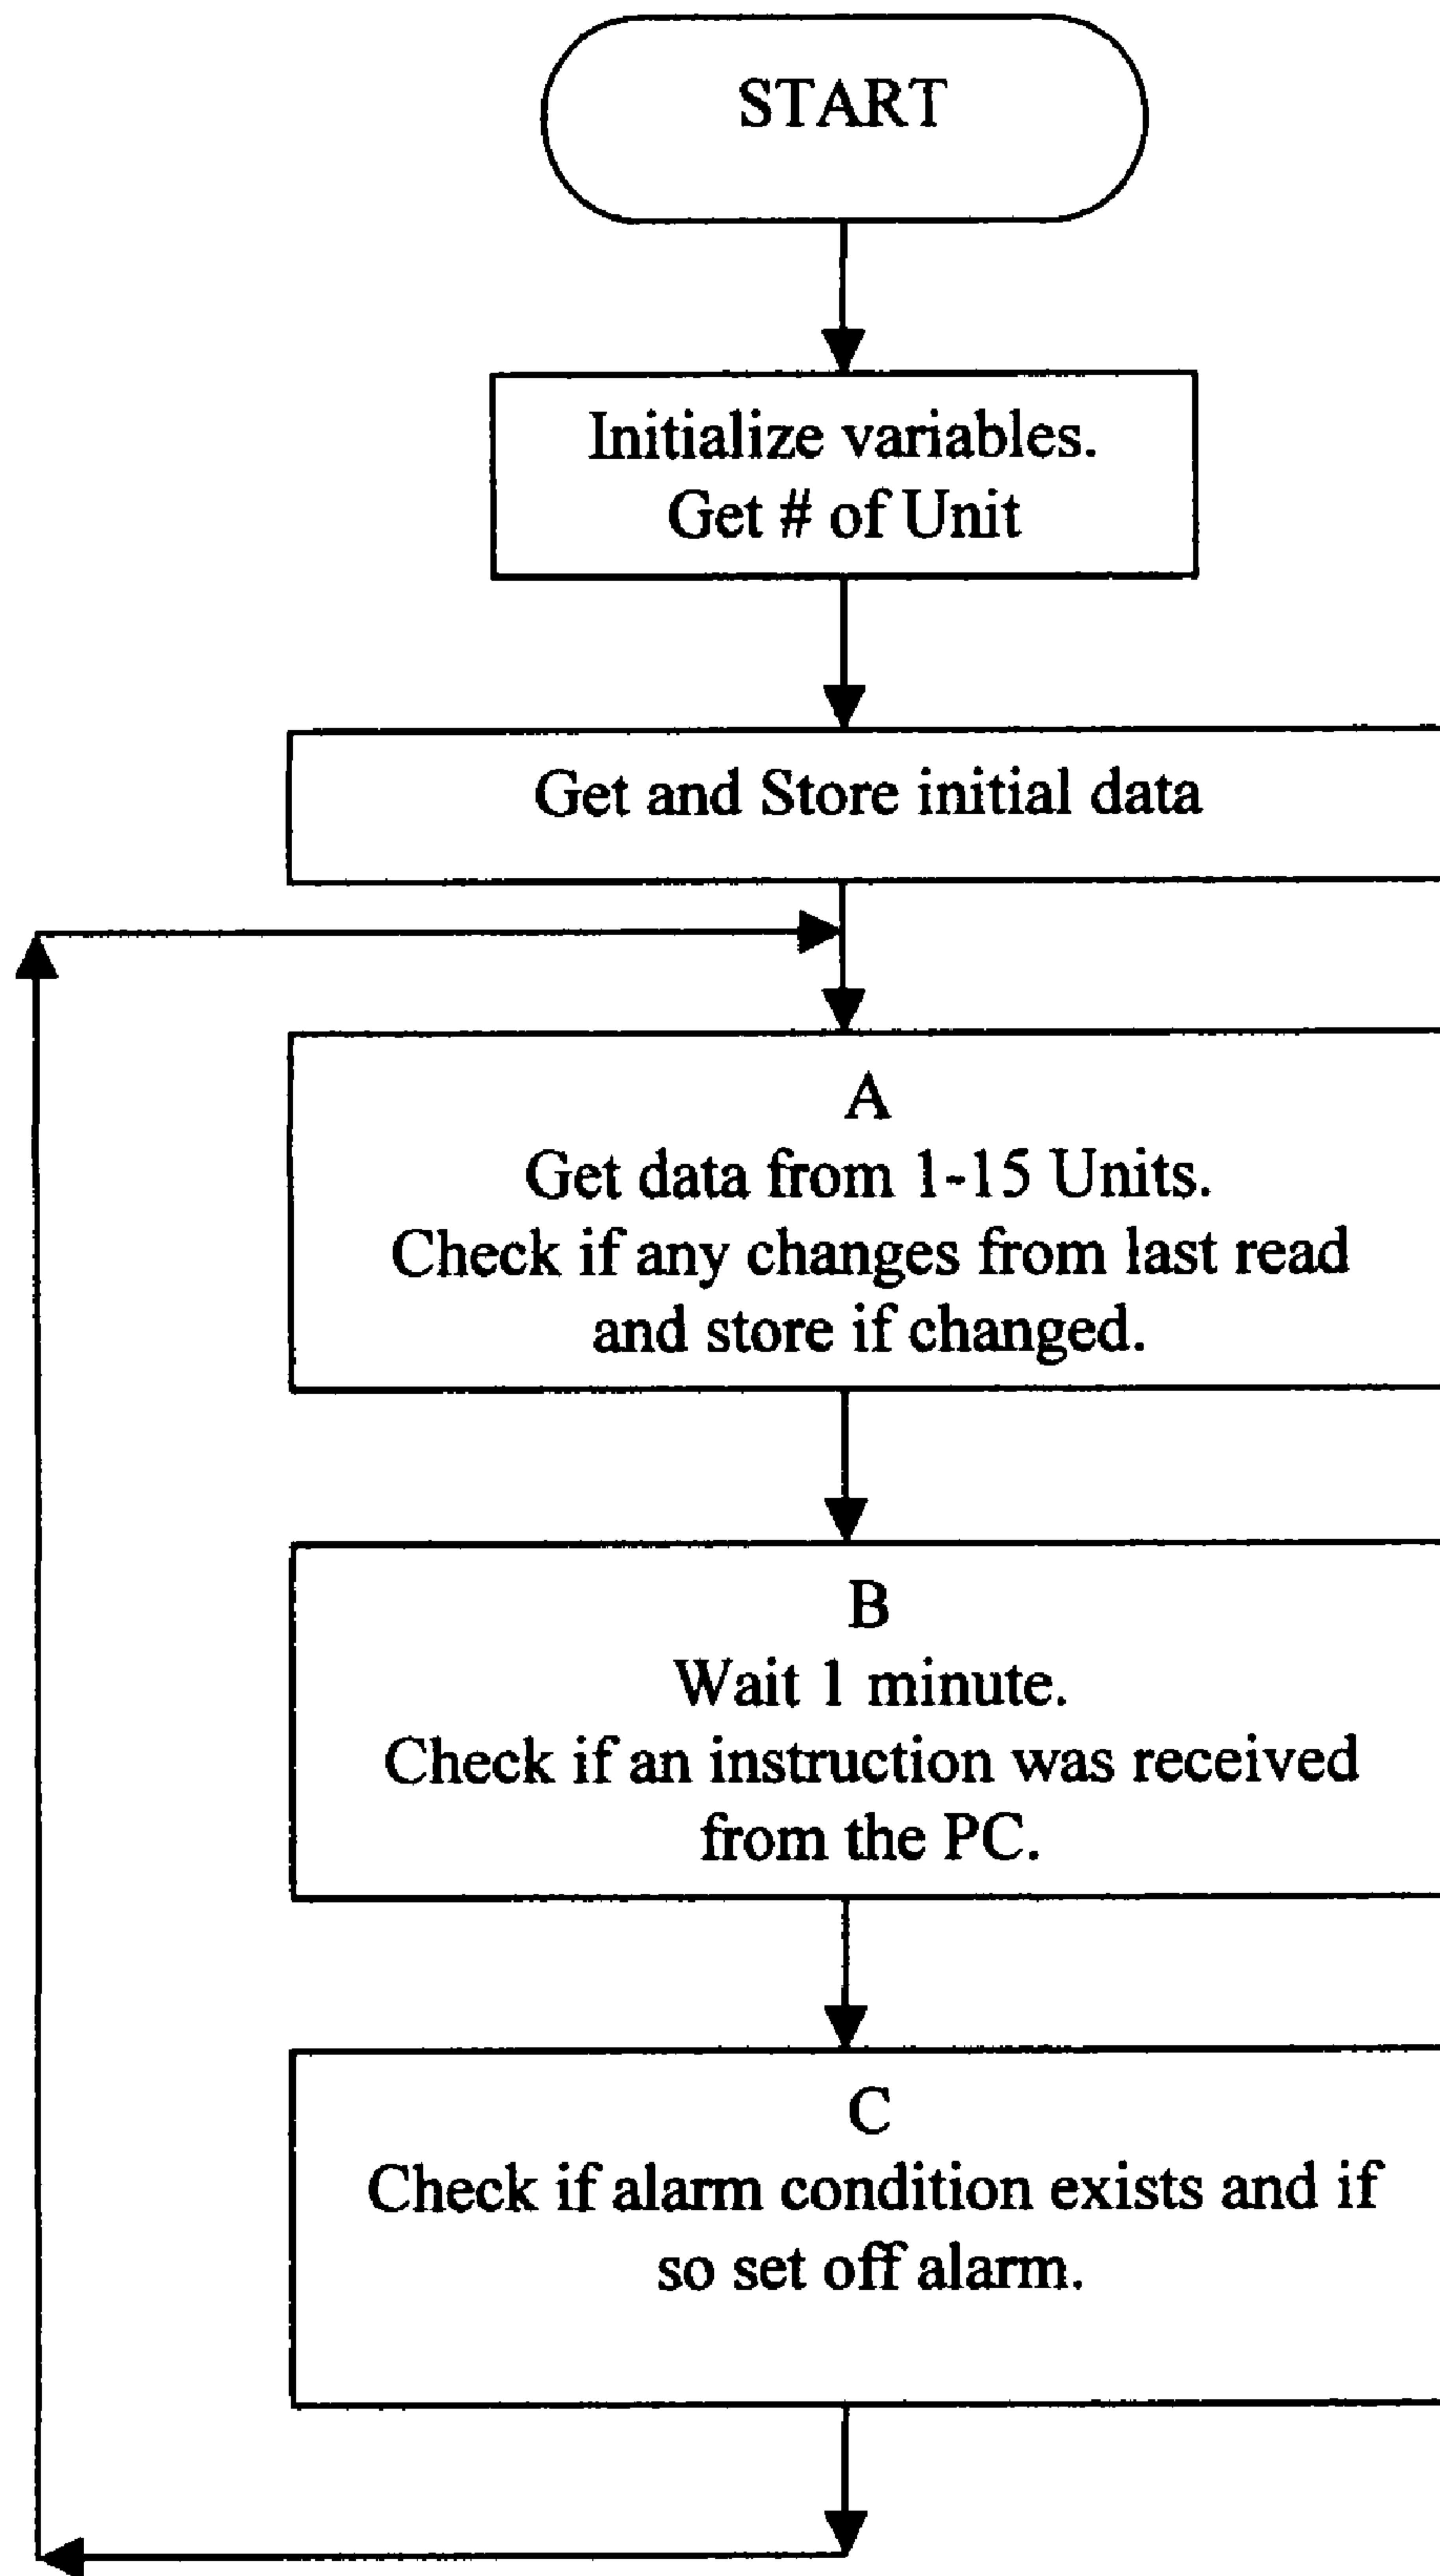 START
Initialize variables.
Get # of Unit
Get and Store initial data
A
Get data from 1-15 Units.
Check if any changes from last read
and store if changed.
B
Wait 1 minute.
Check if an instruction was received
from the PC.
C
Check if alarm condition exists and if
so set off alarm.